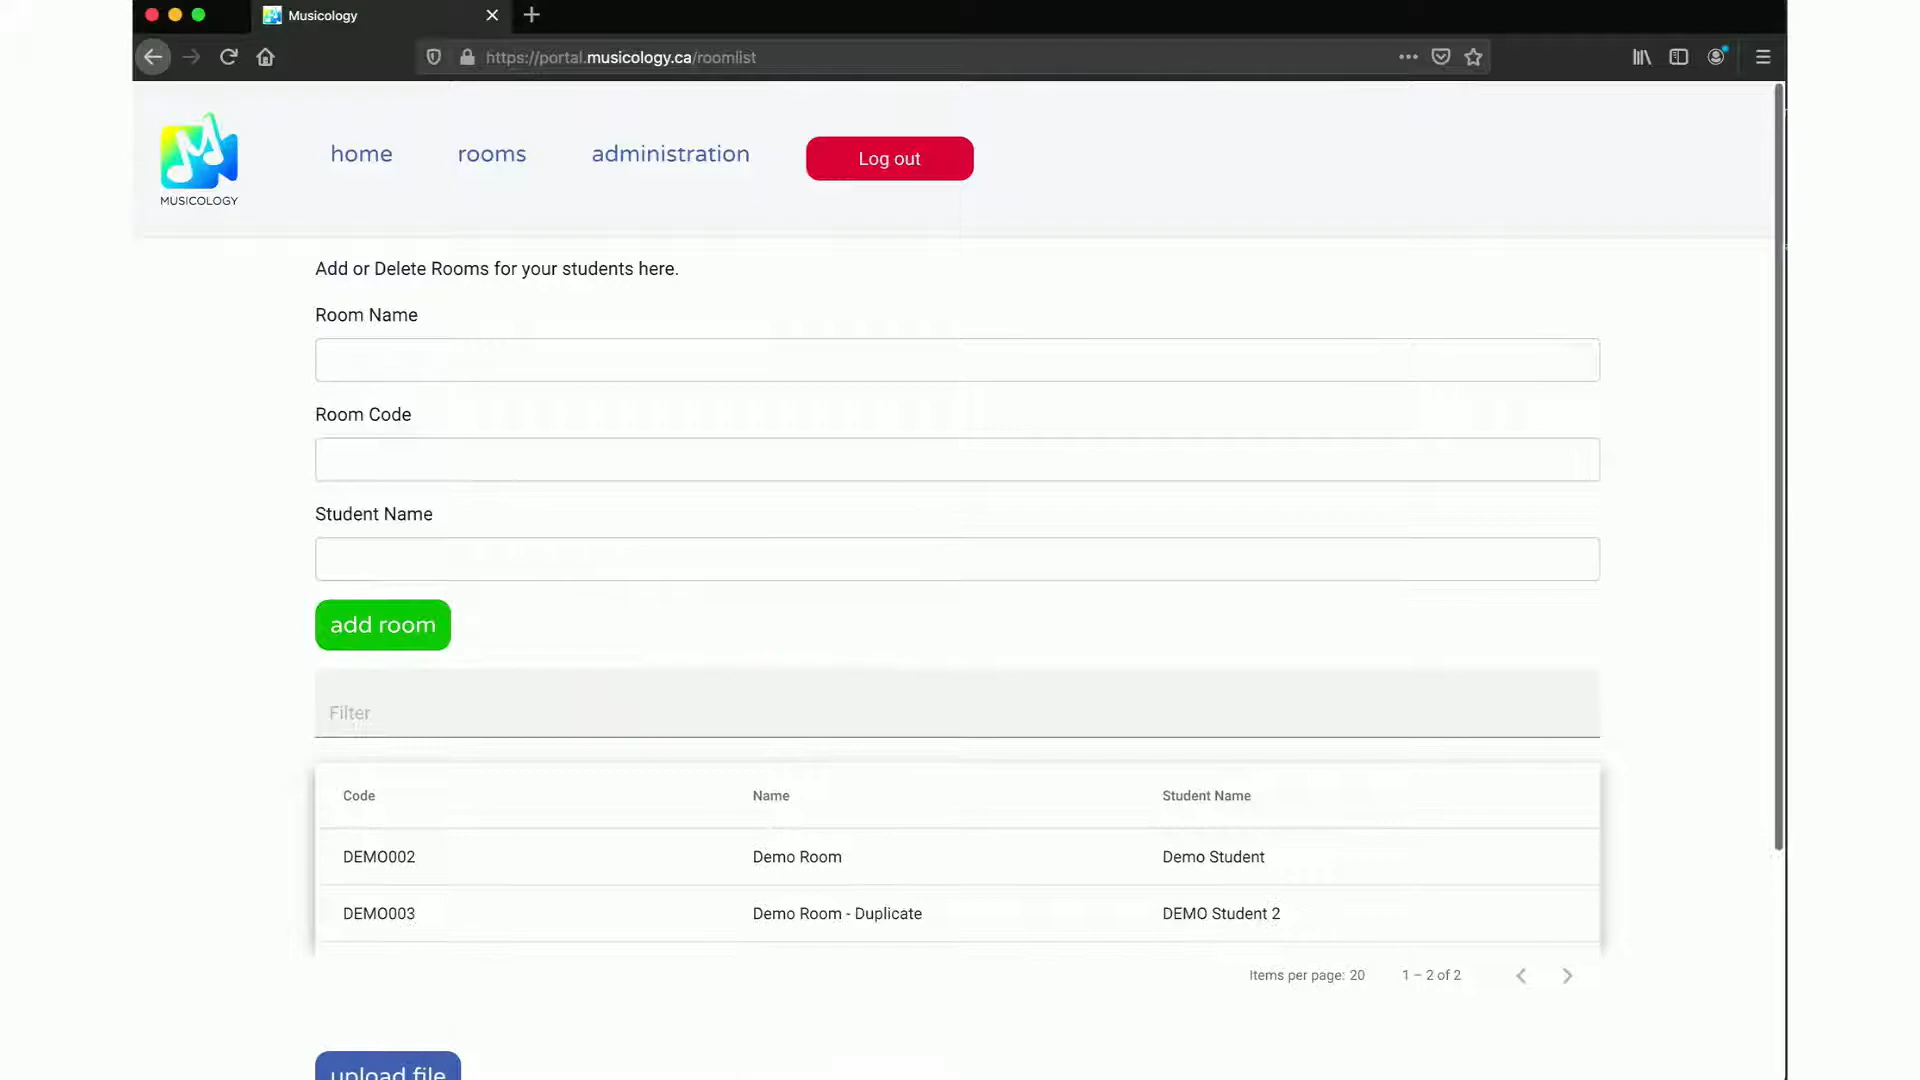 Musicology
https://portal.musicology.ca/roomlist
MUSICOLOGY
home
rooms
administration
Log out
Add or Delete Rooms for your students here.
Room Name
Room Code
Student Name
add room
Filter
Code Name Student Name
DEMO002 Demo Room Demo Student
DEMO003 Demo Room - Duplicate DEMO Student 2
Items per page: 20 1 – 2 of 2
upload file